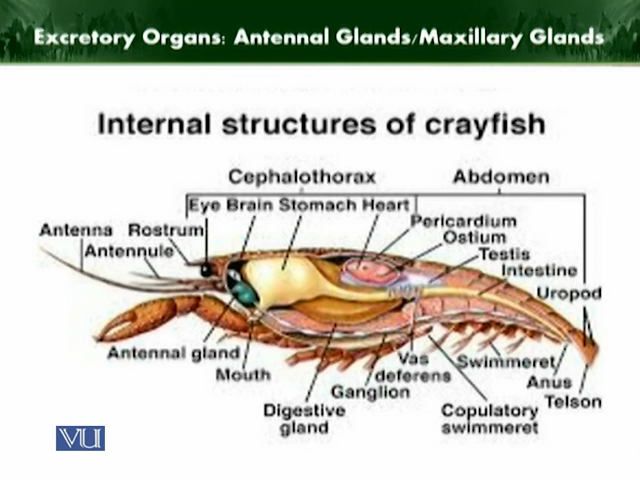 Excretory Organs: Antennal Glands/Maxillary Glands
Internal structures of crayfish
Cephalothorax Abdomen
Eye Brain Stomach Heart
Antenna Rostrum
Antennule
Pericardium
Ostium
Testis
Intestine
Uropod
Antennal gland
Mouth
Digestive
gland
Ganglion
Vas
deferens
Copulatory
swimmeret
Swimmeret
Anus
Telson
VU